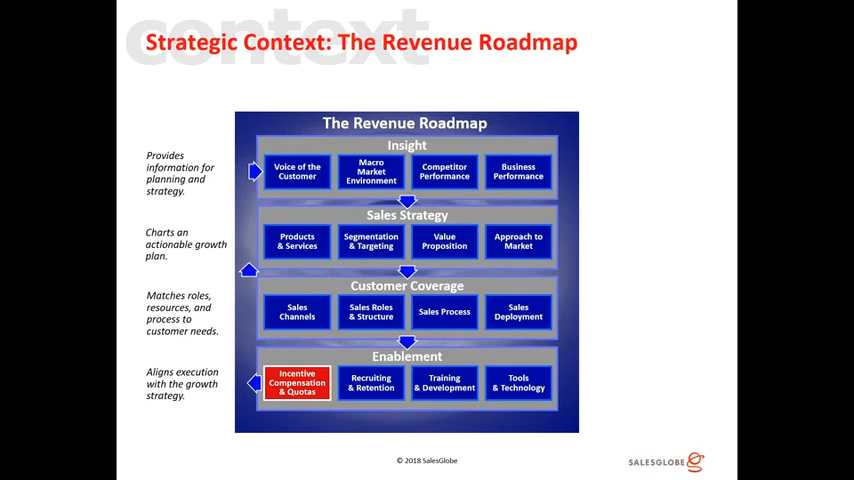 context
Strategic Context: The Revenue Roadmap
The Revenue Roadmap
Insight
Provides
information for
planning and
strategy.
Voice of the
Customer
Macro
Market
Environment
Competitor
Performance
Business
Performance
Sales Strategy
Charts an
actionable growth
plan.
Products
& Services
Segmentation
& Targeting
Value
Proposition
Approach to
Market
Customer Coverage
Matches roles,
resources, and
process to
customer needs.
Sales
Channels
Sales Roles
& Structure
Sales Process
Sales
Deployment
Enablement
Aligns execution
with the growth
strategy.
Incentive
Compensation
& Quotas
Recruiting
& Retention
Training
& Development
Tools
& Technology
© 2018 SalesGlobe
SALESGLOBE